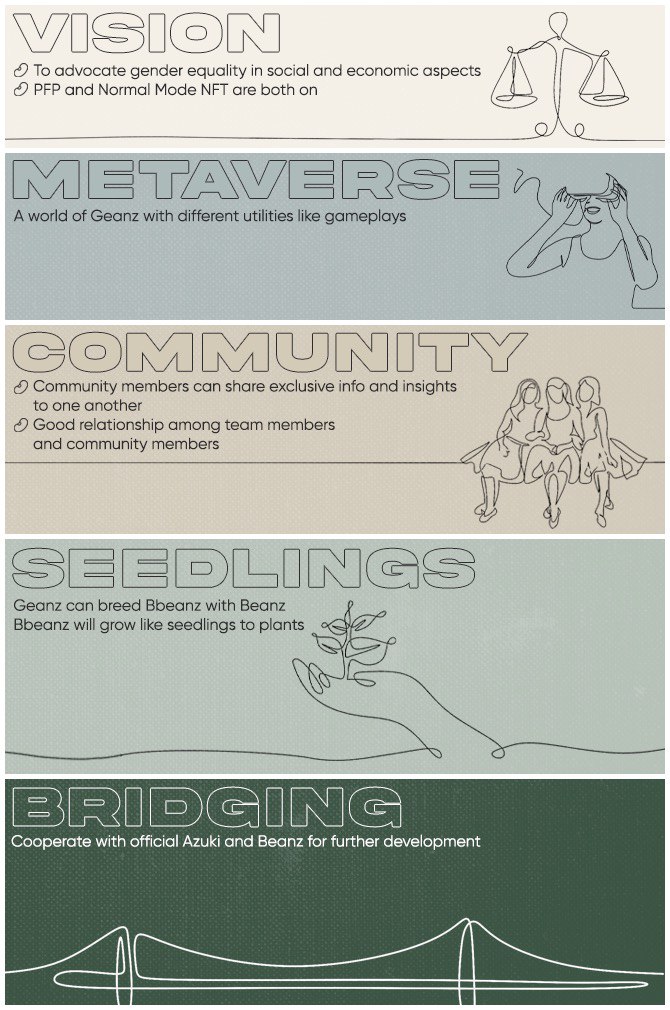 VISION
To advocate gender equality in social and economic aspects
PFP and Normal Mode NFT are both on
METAVERSE
A world of Geanz with different utilities like gameplays
COMMUNITY
Community members can share exclusive info and insights
to one another
Good relationship among team members
and community members
SEEDLINGS
Geanz can breed Bbeanz with Beanz
Bbeanz will grow like seedlings to plants
BRIDGING
Cooperate with official Azuki and Beanz for further development